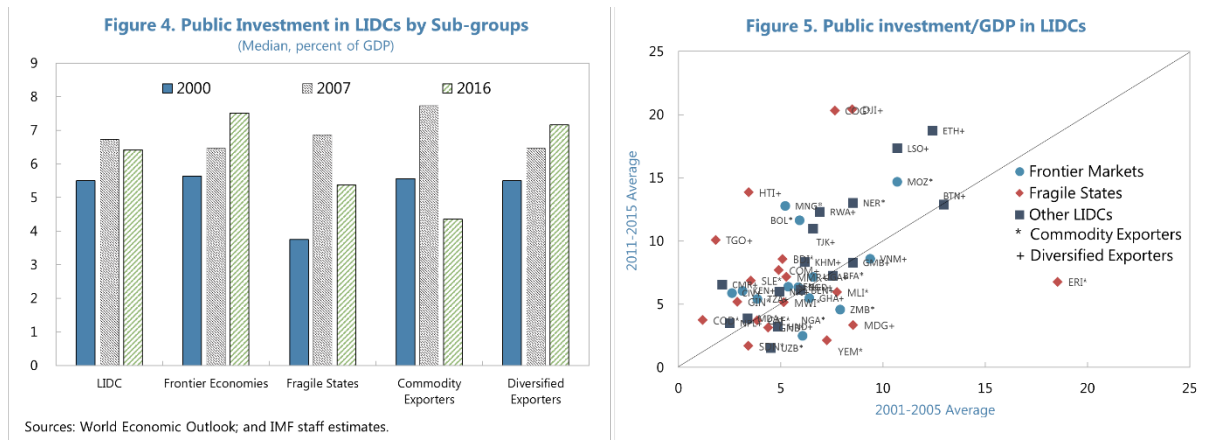 Figure 4. Public Investment in LIDCs by Sub-groups
(Median, percent of GDP)
9
8
7
6
5
4
3
2
1
0
2000
2007
2016
LIDC
Frontier Economies
Fragile States
Commodity
Exporters
Diversified
Exporters
Sources: World Economic Outlook; and IMF staff estimates.
Figure 5. Public investment/GDP in LIDCs
2011-2015 Average
25
20
15
10
5
0
DJI+
ETH+
LSO+
MOZ*
BTN+
HTI+
MNG*
NER*
RWA+
BOL*
TJK+
TGO+
VNM+
KHM+
GMB+
COM+
BFA+
SLE*
CMR+
MLI*
ERI*
MWI*
GHA+
ZMB*
NGA*
MDA+
MDG+
UZB*
YEM*
Frontier Markets
Fragile States
Other LIDCs
* Commodity Exporters
+ Diversified Exporters
0
5
10
15
20
25
2001-2005 Average